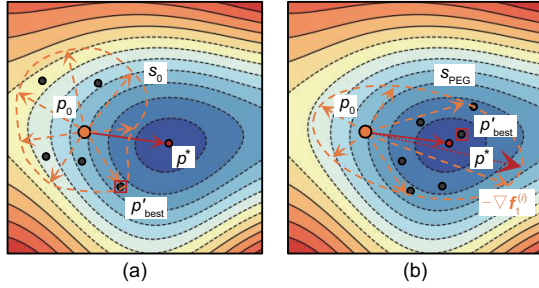 s₀
p₀
p*
p′best
(a)
sPEG
p₀
p′best
p*
−∇f₁⁽ⁱ⁾
(b)